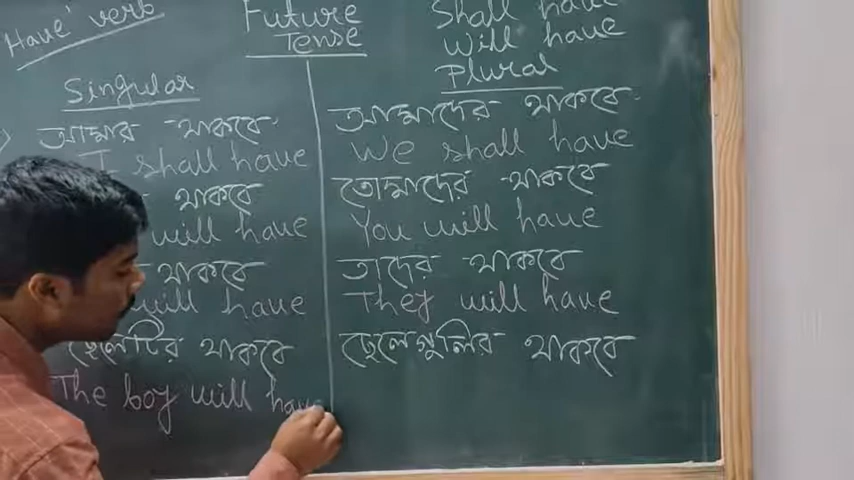 'Have' verb
Future Tense
Shall have
Will have
Singular
Plural
আমার থাকবে
I shall have
থাকবে
will have
থাকবে
will have
ছেলেটির থাকবে
The boy will have
আমাদের থাকবে
We shall have
তোমাদের থাকবে
You will have
তাদের থাকবে
They will have
ছেলেগুলির থাকবে